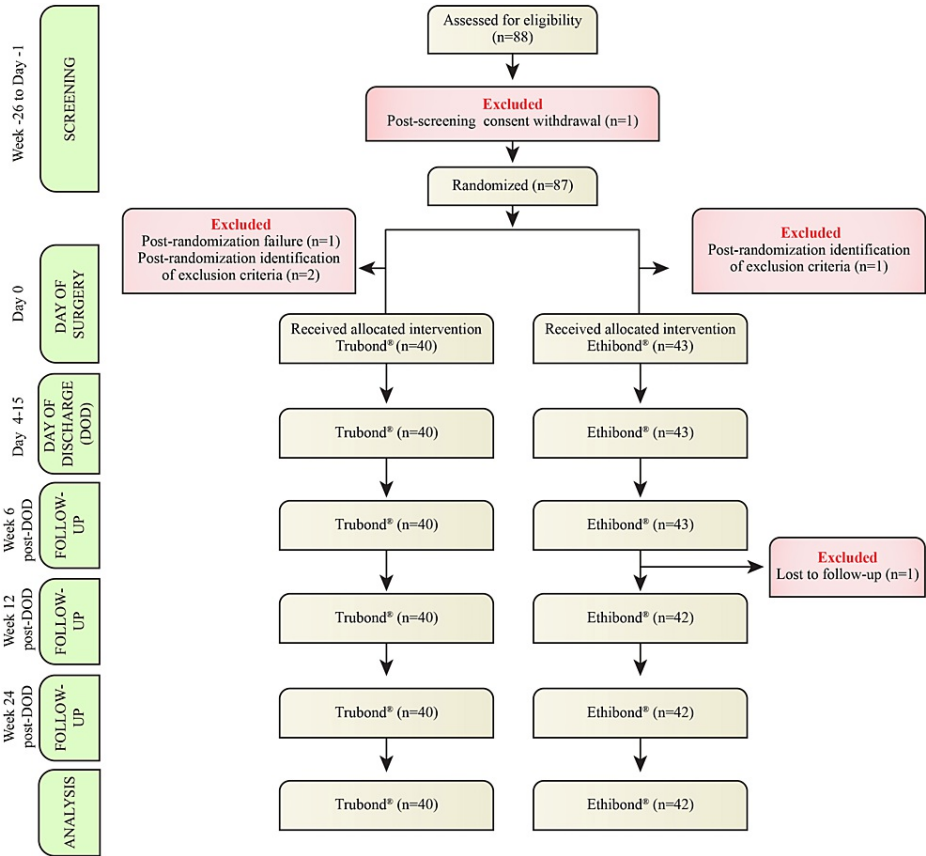 Assessed for eligibility
(n=88)
Week -26 to Day -1
SCREENING
Excluded
Post-screening consent withdrawal (n=1)
Randomized (n=87)
Excluded
Post-randomization failure (n=1)
Post-randomization identification
of exclusion criteria (n=2)
Excluded
Post-randomization identification
of exclusion criteria (n=1)
Day 0
DAY OF
SURGERY
Received allocated intervention
Trubond® (n=40)
Received allocated intervention
Ethibond® (n=43)
Day 4-15
DAY OF
DISCHARGE
(DOD)
Trubond® (n=40)
Ethibond® (n=43)
Week 6
post-DOD
FOLLOW-
UP
Trubond® (n=40)
Ethibond® (n=43)
Excluded
Lost to follow-up (n=1)
Week 12
post-DOD
FOLLOW-
UP
Trubond® (n=40)
Ethibond® (n=42)
Week 24
post-DOD
FOLLOW-
UP
Trubond® (n=40)
Ethibond® (n=42)
ANALYSIS
Trubond® (n=40)
Ethibond® (n=42)